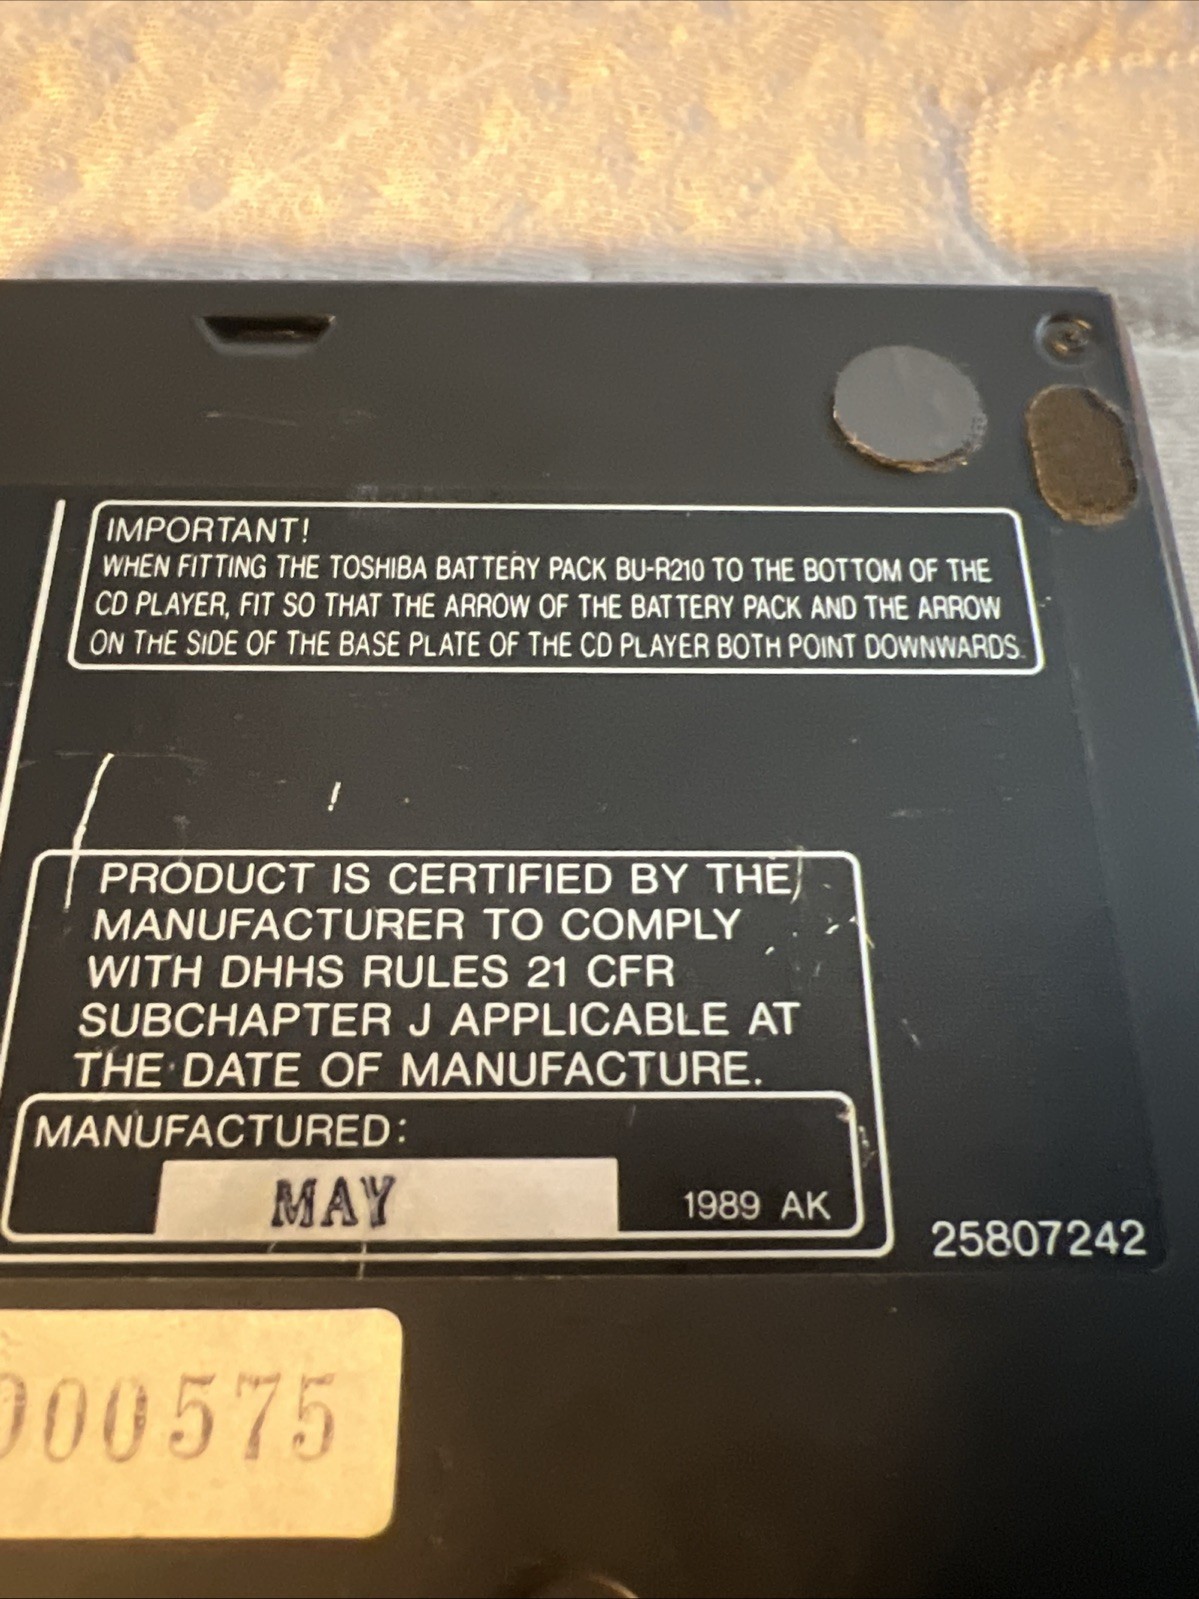 IMPORTANT!
WHEN FITTING THE TOSHIBA BATTERY PACK BU-R210 TO THE BOTTOM OF THE
CD PLAYER, FIT SO THAT THE ARROW OF THE BATTERY PACK AND THE ARROW
ON THE SIDE OF THE BASE PLATE OF THE CD PLAYER BOTH POINT DOWNWARDS.
PRODUCT IS CERTIFIED BY THE
MANUFACTURER TO COMPLY
WITH DHHS RULES 21 CFR
SUBCHAPTER J APPLICABLE AT
THE DATE OF MANUFACTURE.
MANUFACTURED:
MAY 1989 AK
25807242
000575